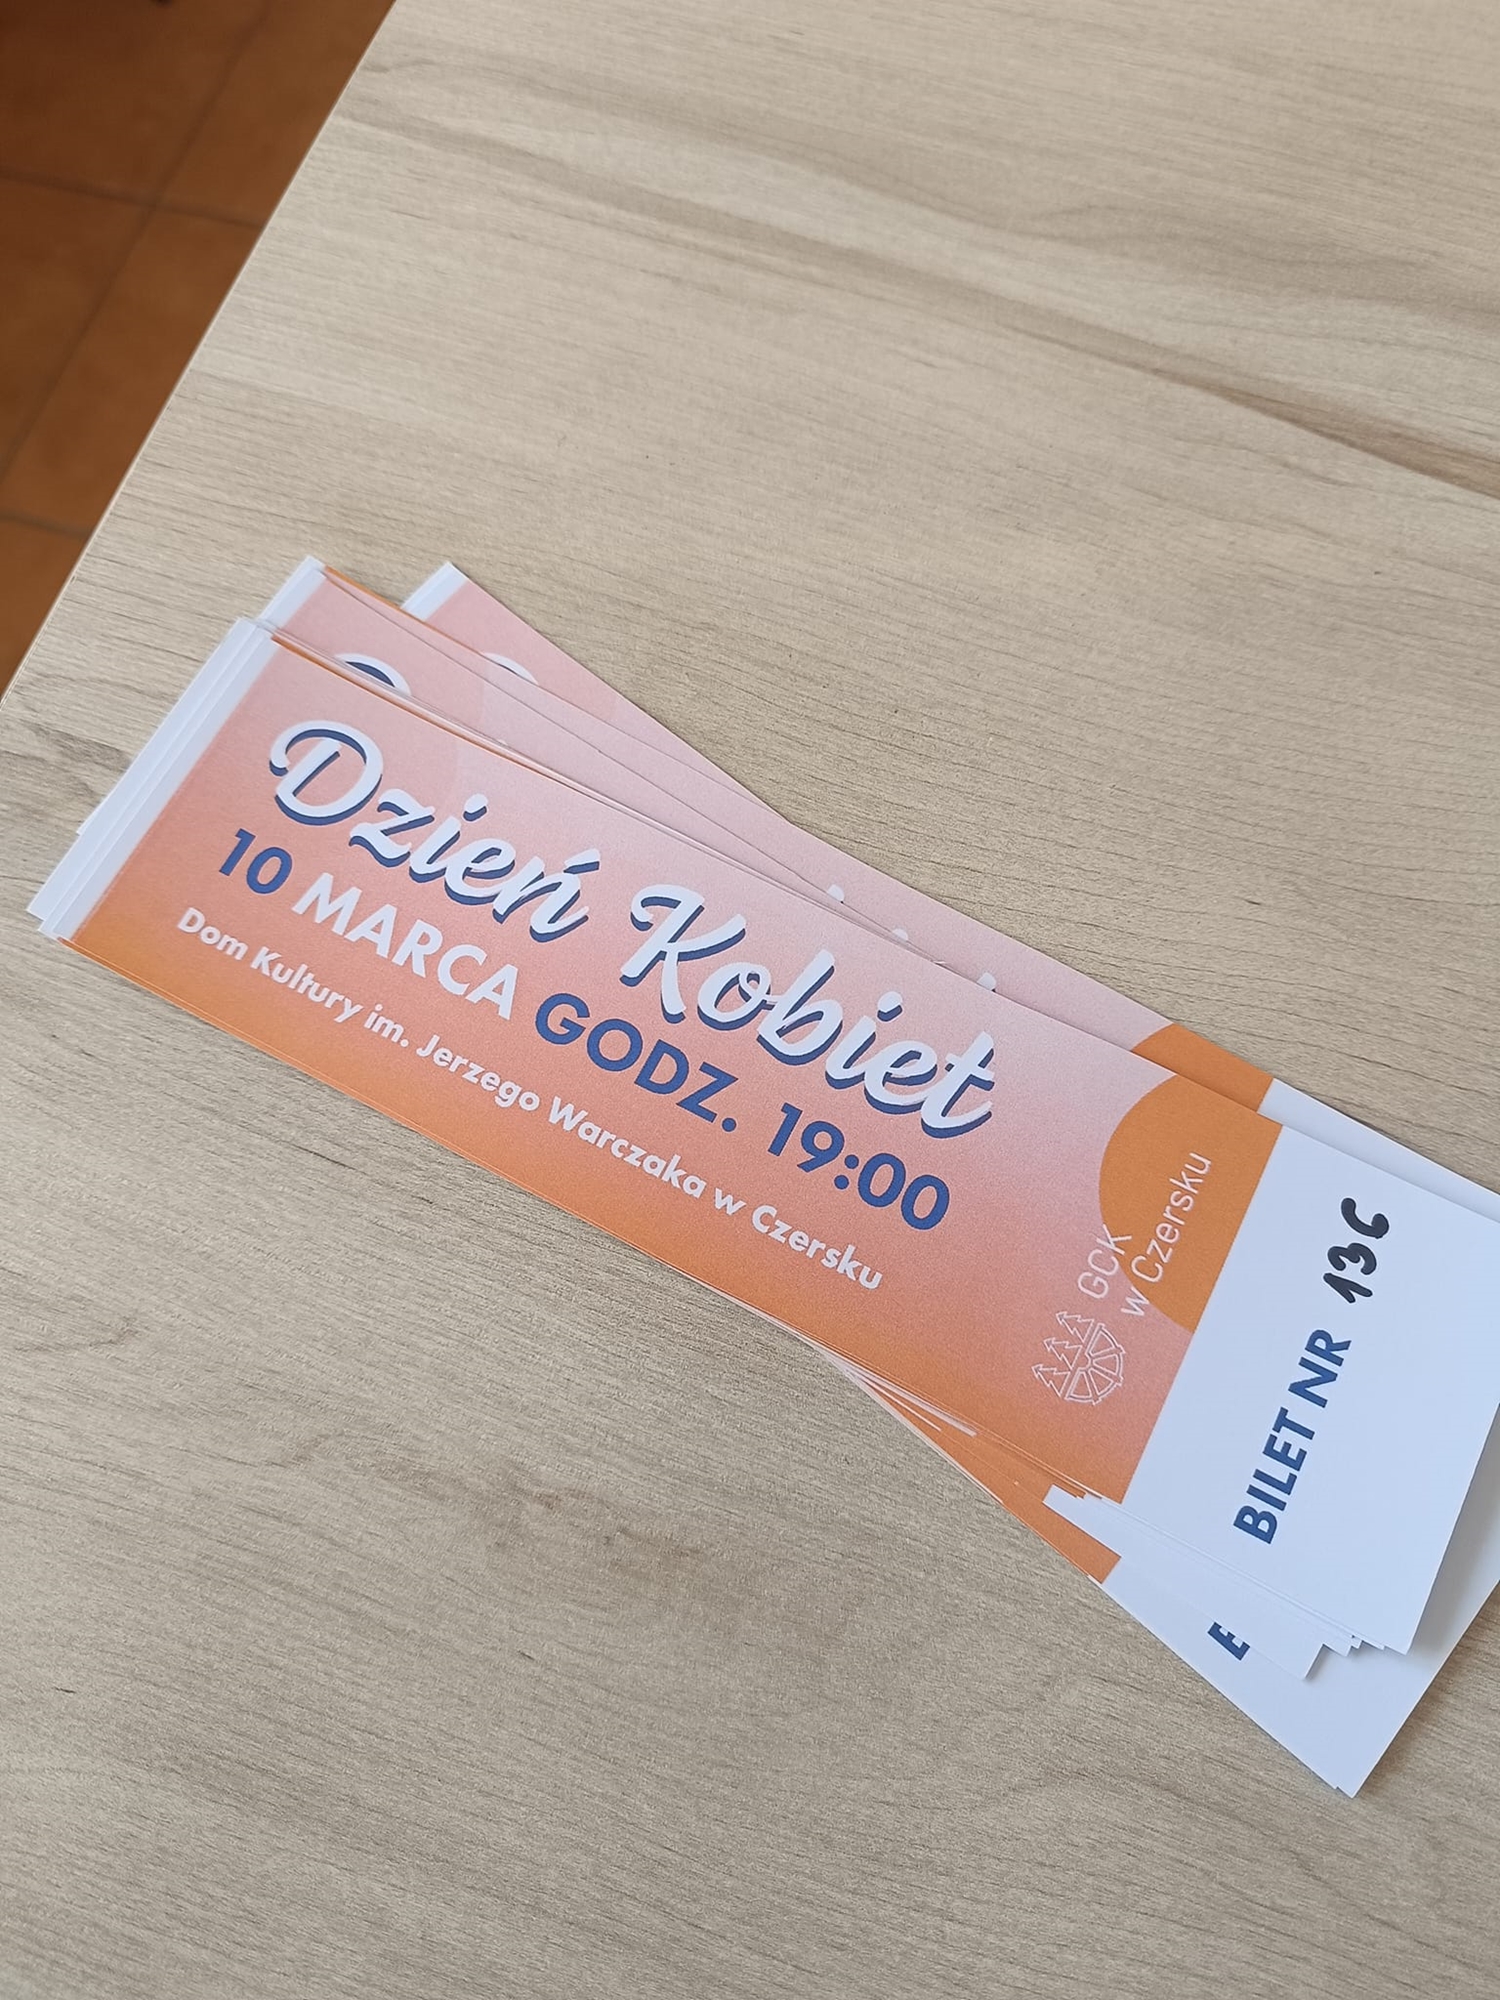 Dzień Kobiet
10 MARCA GODZ. 19:00
Dom Kultury im. Jerzego Warczaka w Czersku
GCK
w Czersku
BILET NR 136